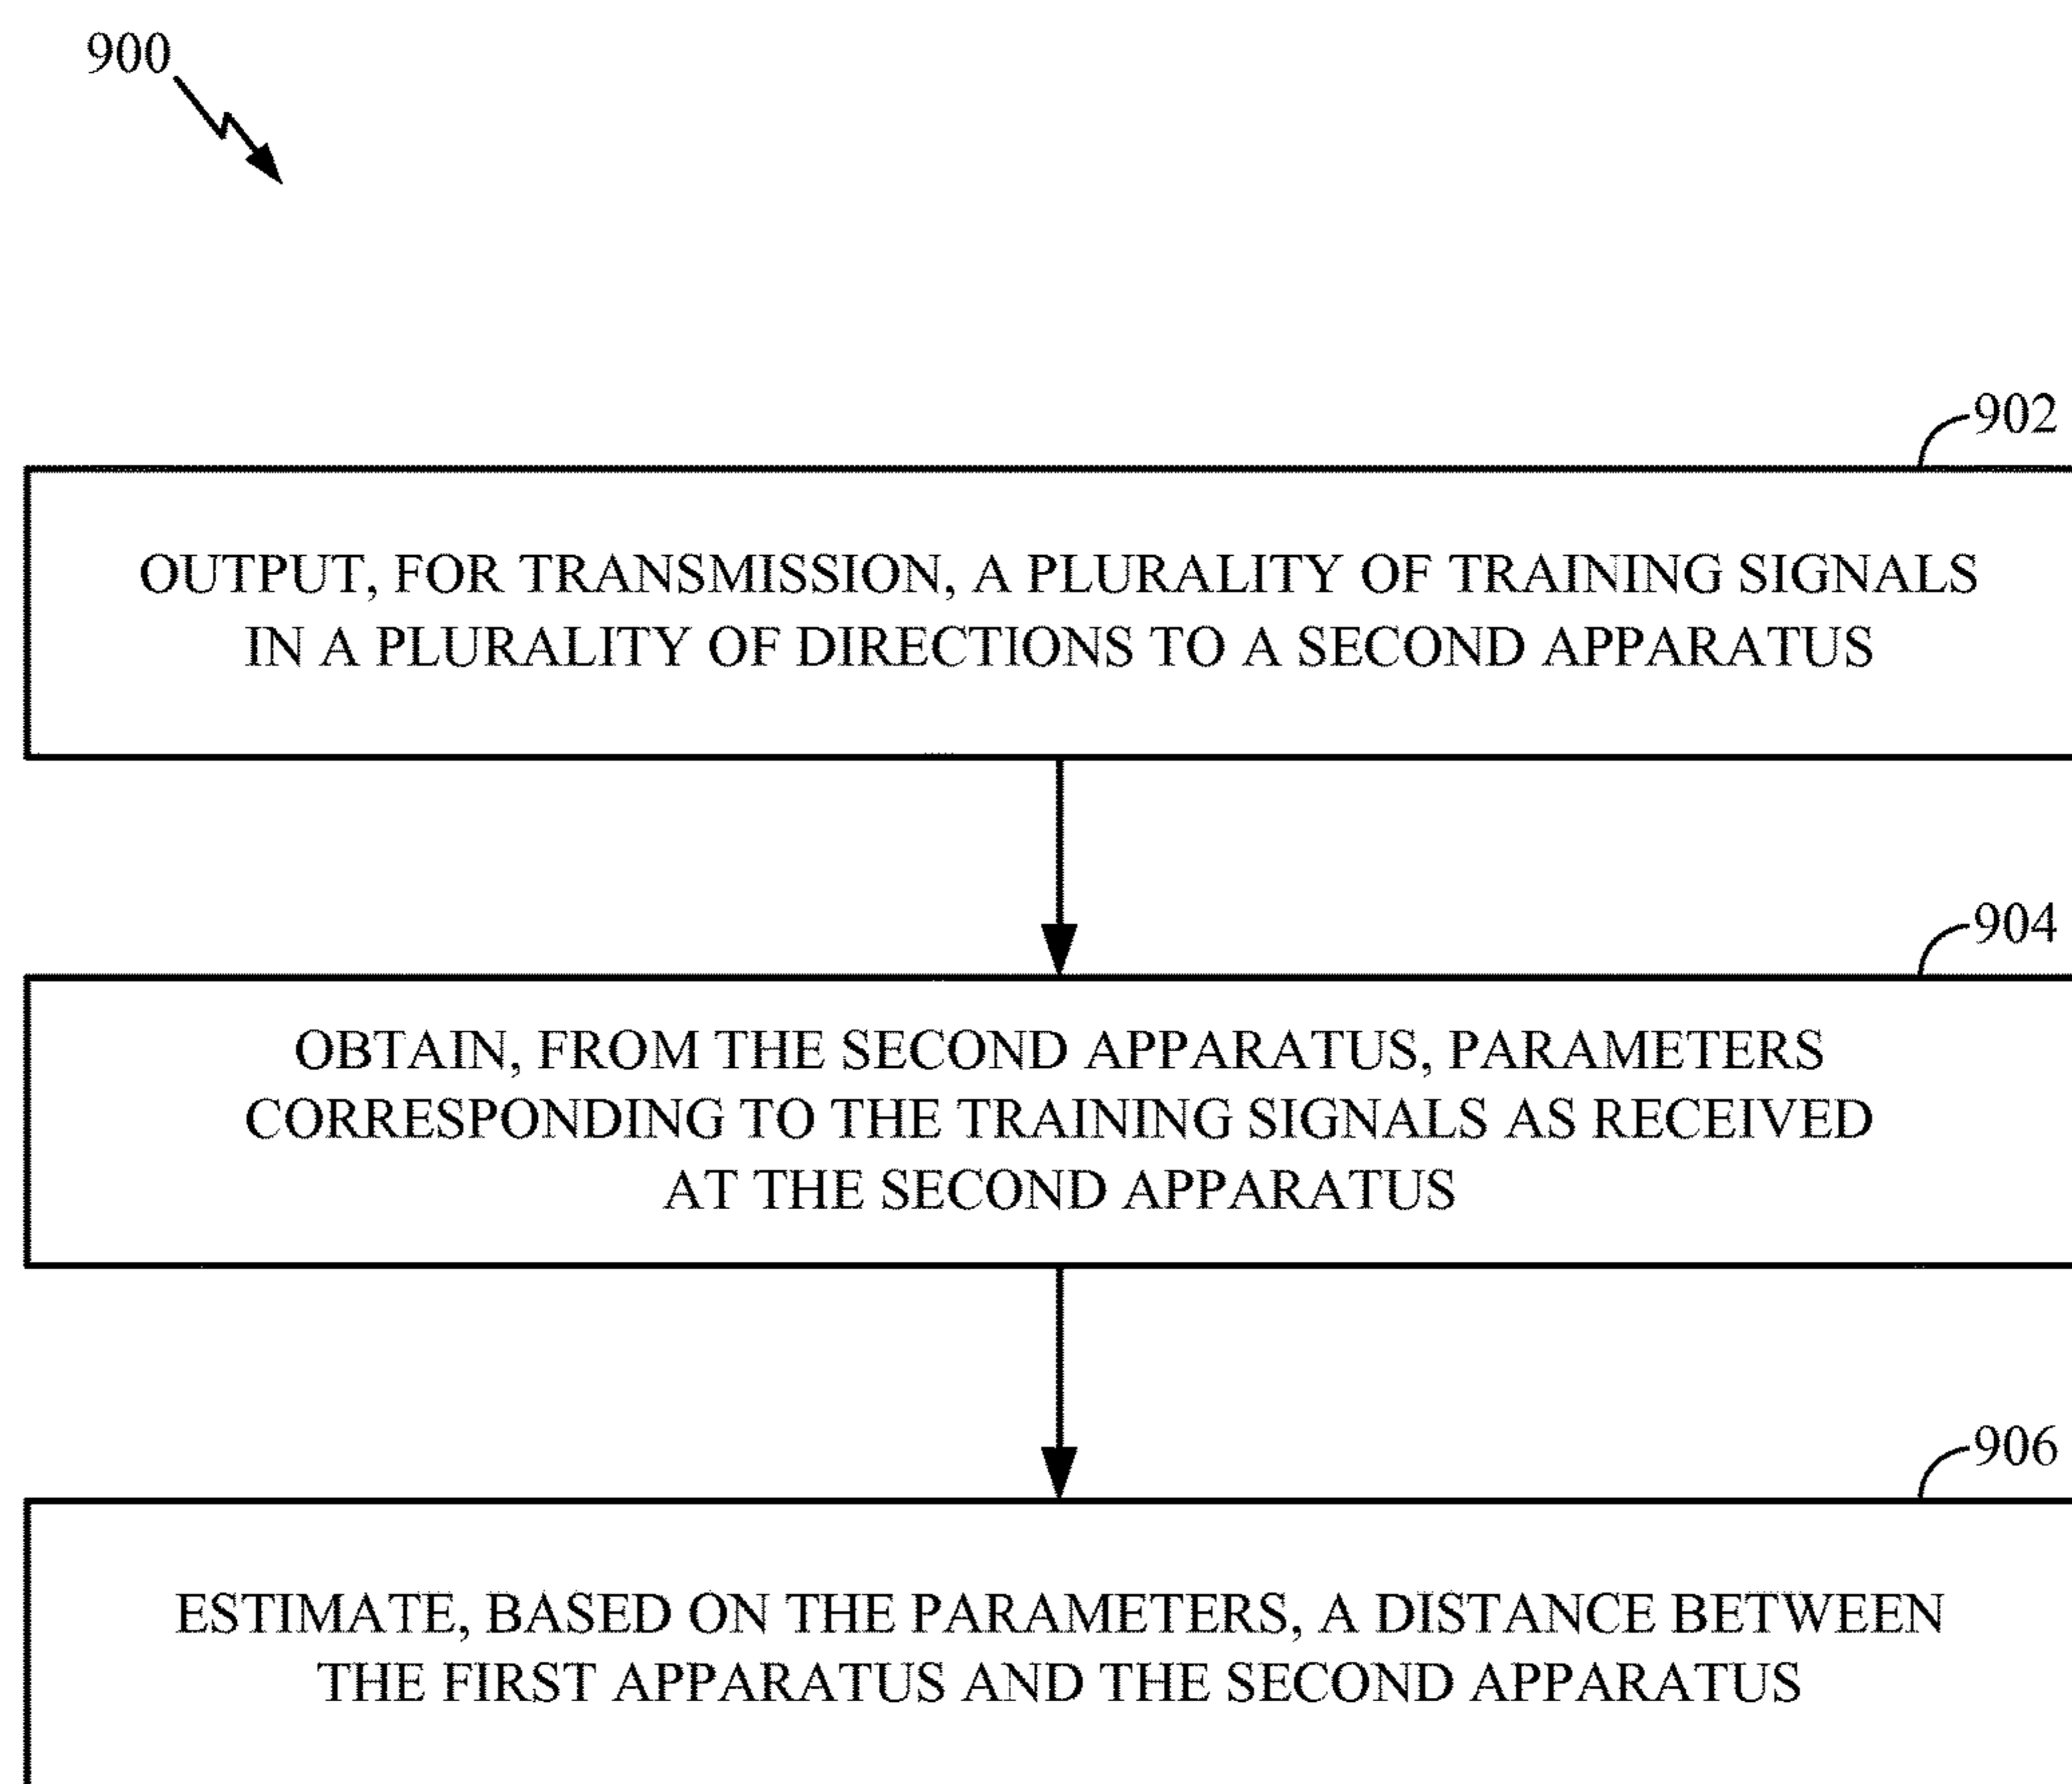 900
902
OUTPUT, FOR TRANSMISSION, A PLURALITY OF TRAINING SIGNALS
IN A PLURALITY OF DIRECTIONS TO A SECOND APPARATUS
904
OBTAIN, FROM THE SECOND APPARATUS, PARAMETERS
CORRESPONDING TO THE TRAINING SIGNALS AS RECEIVED
AT THE SECOND APPARATUS
906
ESTIMATE, BASED ON THE PARAMETERS, A DISTANCE BETWEEN
THE FIRST APPARATUS AND THE SECOND APPARATUS